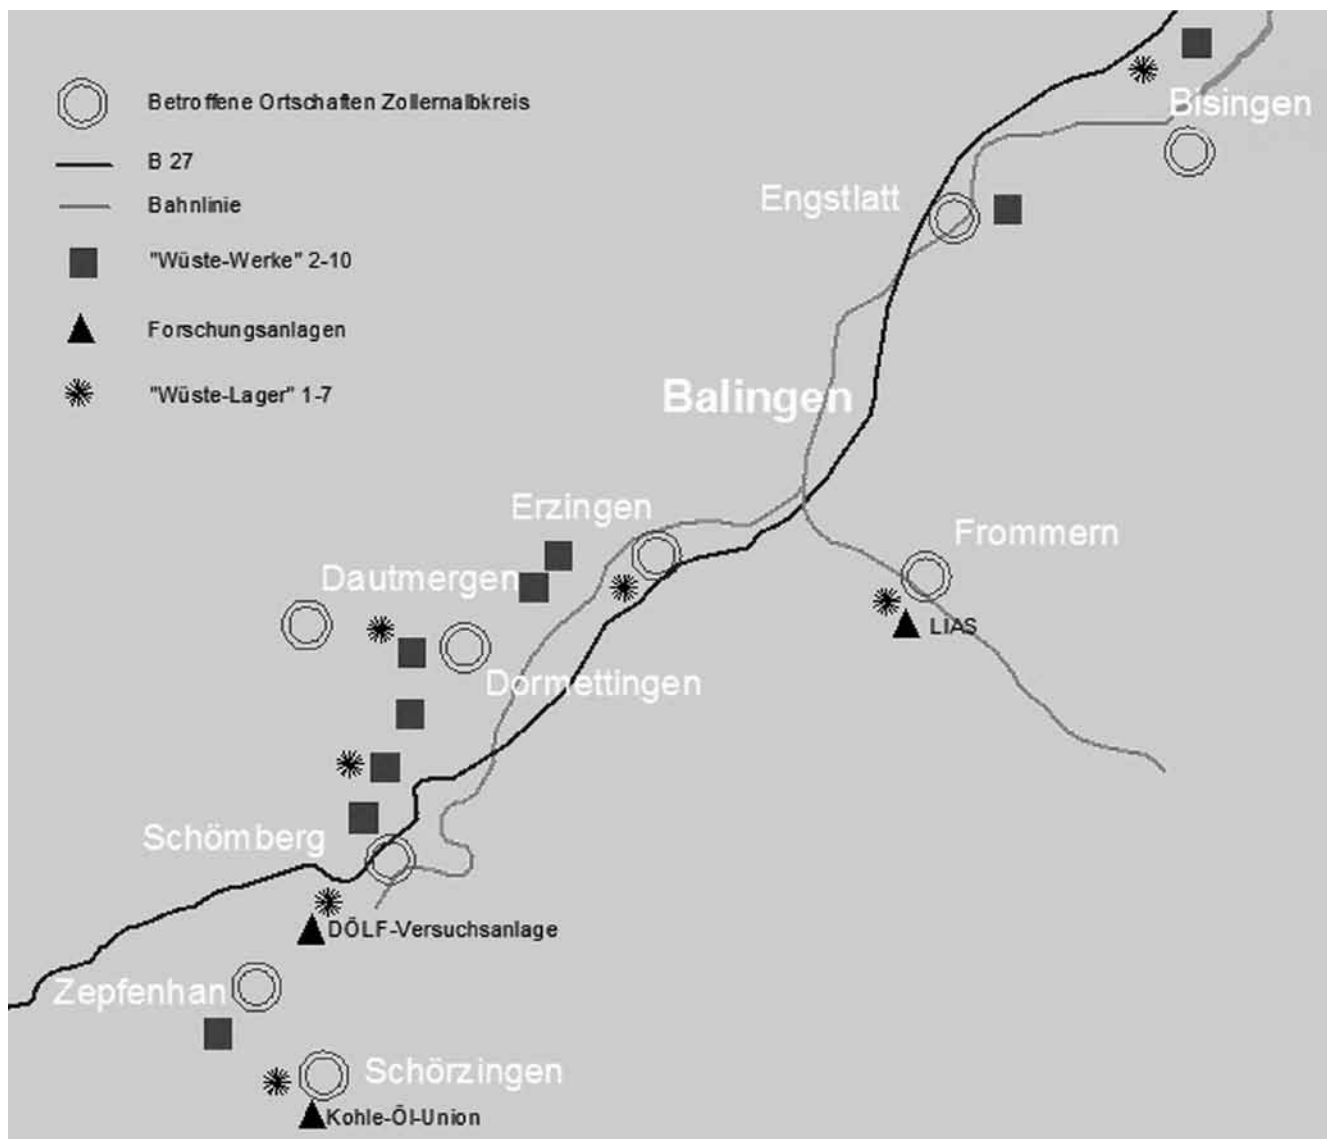 Betroffene Ortschaften Zollernalbkreis
B 27
Bahnlinie
"Wüste-Werke" 2-10
Forschungsanlagen
"Wüste-Lager" 1-7
Bisingen
Engstlatt
Balingen
Erzingen
Frommern
Dautmergen
LIAS
Dormettingen
Schömberg
DÖLF-Versuchsanlage
Zepfenhan
Schörzingen
Kohle-Öl-Union